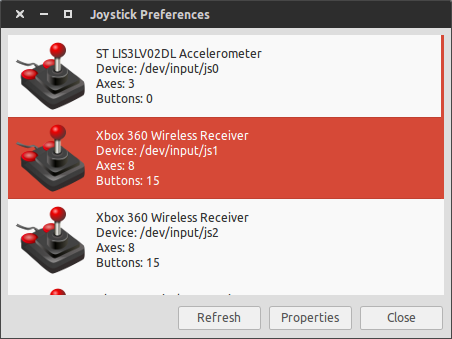 Joystick Preferences
ST LIS3LV02DL Accelerometer
Device: /dev/input/js0
Axes: 3
Buttons: 0
Xbox 360 Wireless Receiver
Device: /dev/input/js1
Axes: 8
Buttons: 15
Xbox 360 Wireless Receiver
Device: /dev/input/js2
Axes: 8
Buttons: 15
Refresh
Properties
Close